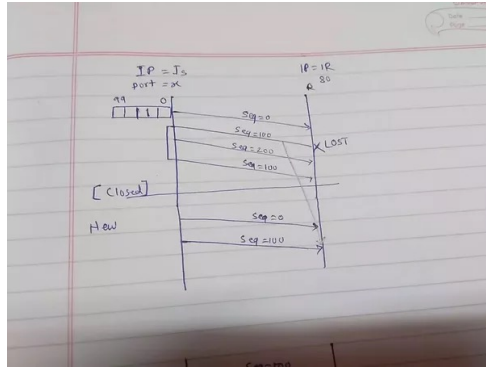 IP = Is
port = x
IP = IR
80
R
99 0
Seq=0
Seq=100
LOST
Seq=200
Seq=100
[Closed]
New
Seq=0
Seq=100